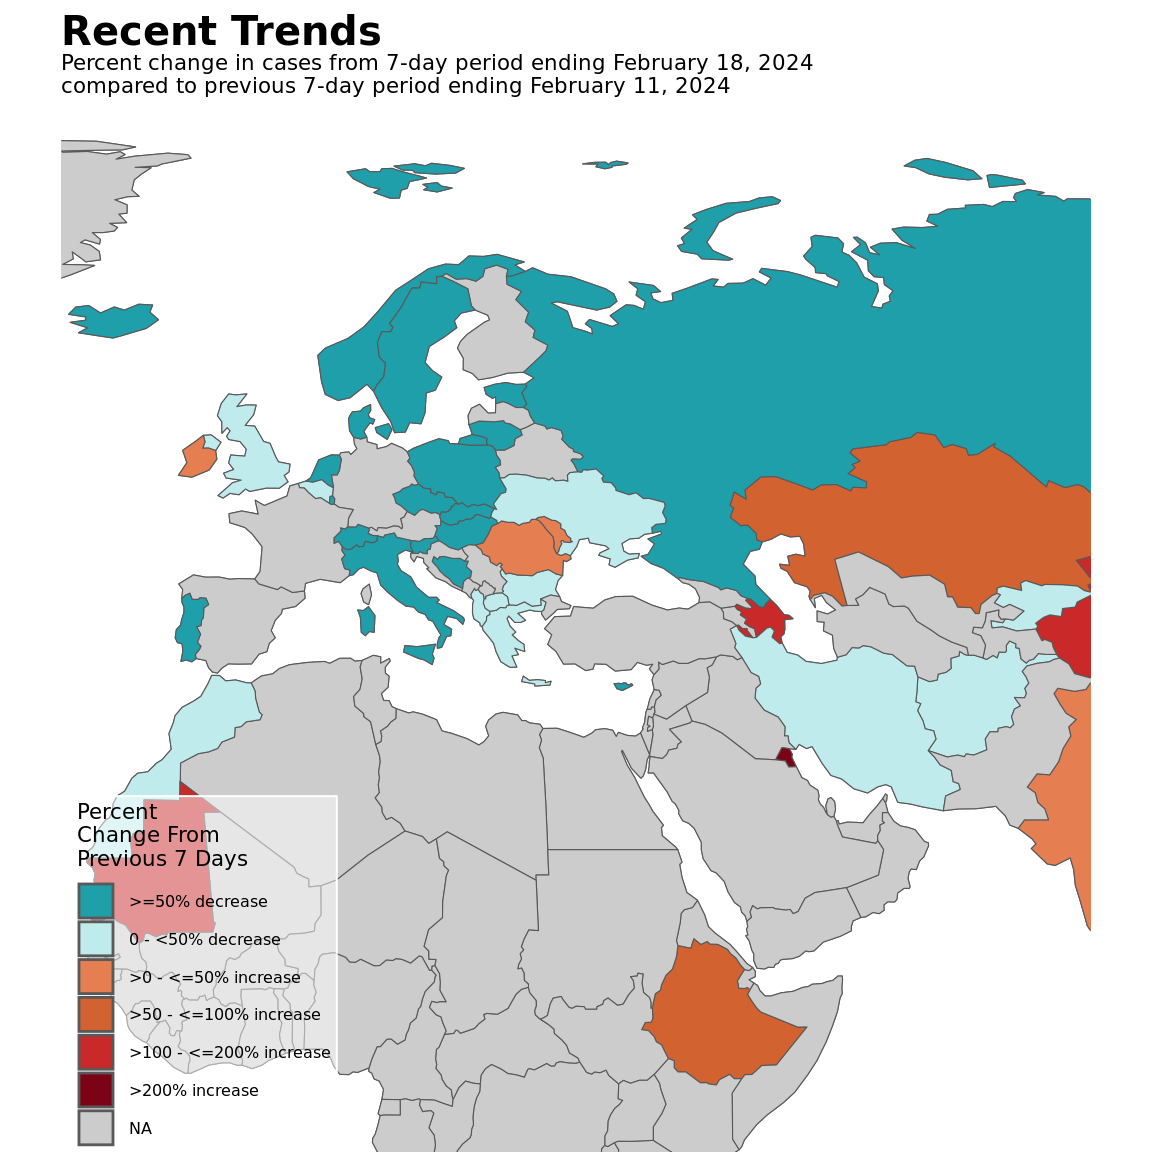 Recent Trends
Percent change in cases from 7-day period ending February 18, 2024
compared to previous 7-day period ending February 11, 2024
Percent
Change From
Previous 7 Days
>=50% decrease
0 - <50% decrease
>0 - <=50% increase
>50 - <=100% increase
>100 - <=200% increase
>200% increase
NA